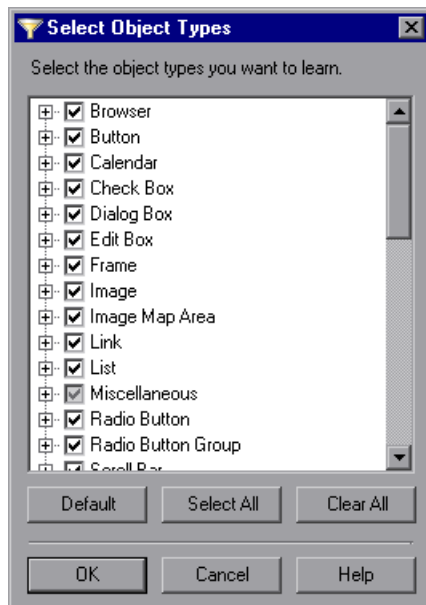 Select Object Types
Select the object types you want to learn.
Browser
Button
Calendar
Check Box
Dialog Box
Edit Box
Frame
Image
Image Map Area
Link
List
Miscellaneous
Radio Button
Radio Button Group
Scroll Bar
Default Select All Clear All
OK Cancel Help